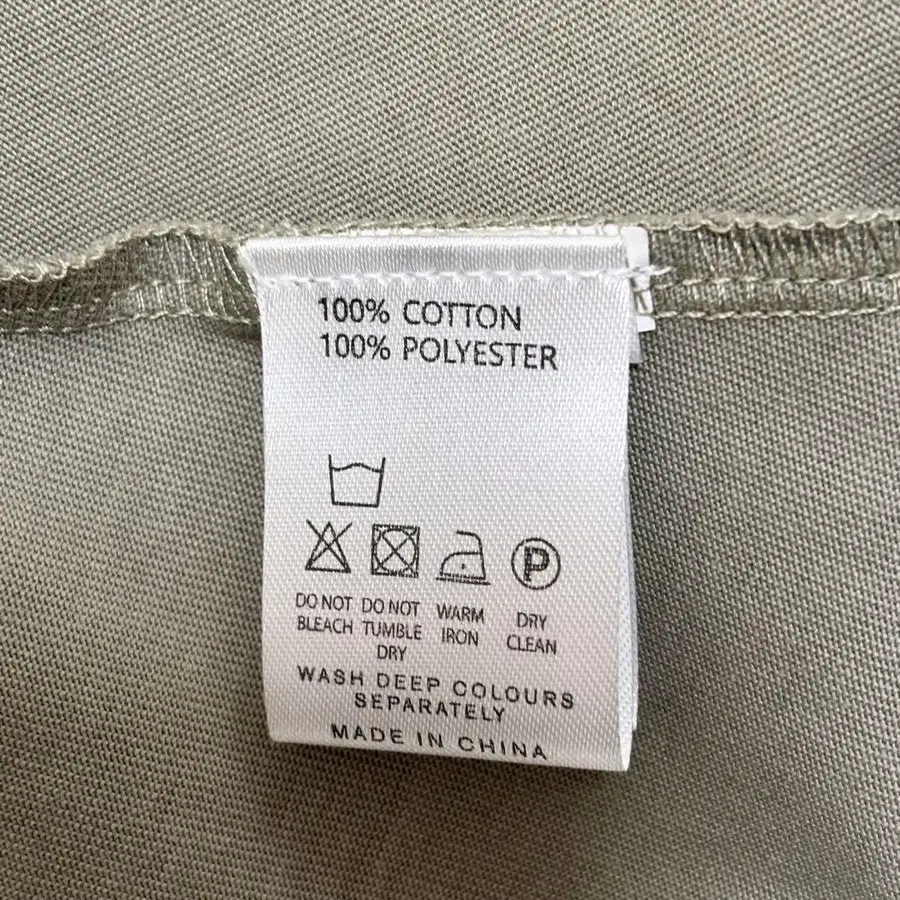 100% COTTON
100% POLYESTER
P
DO NOT BLEACH
DO NOT TUMBLE DRY
WARM IRON
DRY CLEAN
WASH DEEP COLOURS
SEPARATELY
MADE IN CHINA